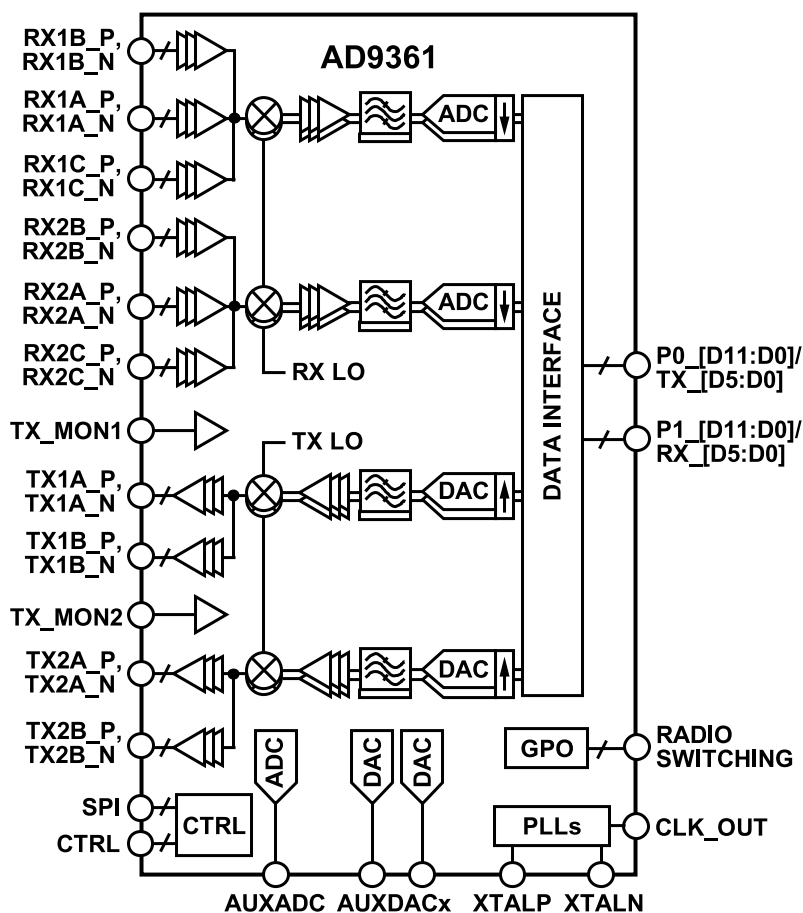 AD9361
RX1B_P,
RX1B_N
RX1A_P,
RX1A_N
RX1C_P,
RX1C_N
RX2B_P,
RX2B_N
RX2A_P,
RX2A_N
RX2C_P,
RX2C_N
TX_MON1
TX1A_P,
TX1A_N
TX1B_P,
TX1B_N
TX_MON2
TX2A_P,
TX2A_N
TX2B_P,
TX2B_N
SPI
CTRL
CTRL
ADC
ADC
RX LO
TX LO
DAC
DAC
DATA INTERFACE
P0_[D11:D0]/
TX_[D5:D0]
P1_[D11:D0]/
RX_[D5:D0]
ADC
DAC
DAC
GPO
RADIO
SWITCHING
PLLs
CLK_OUT
AUXADC
AUXDACx
XTALP
XTALN